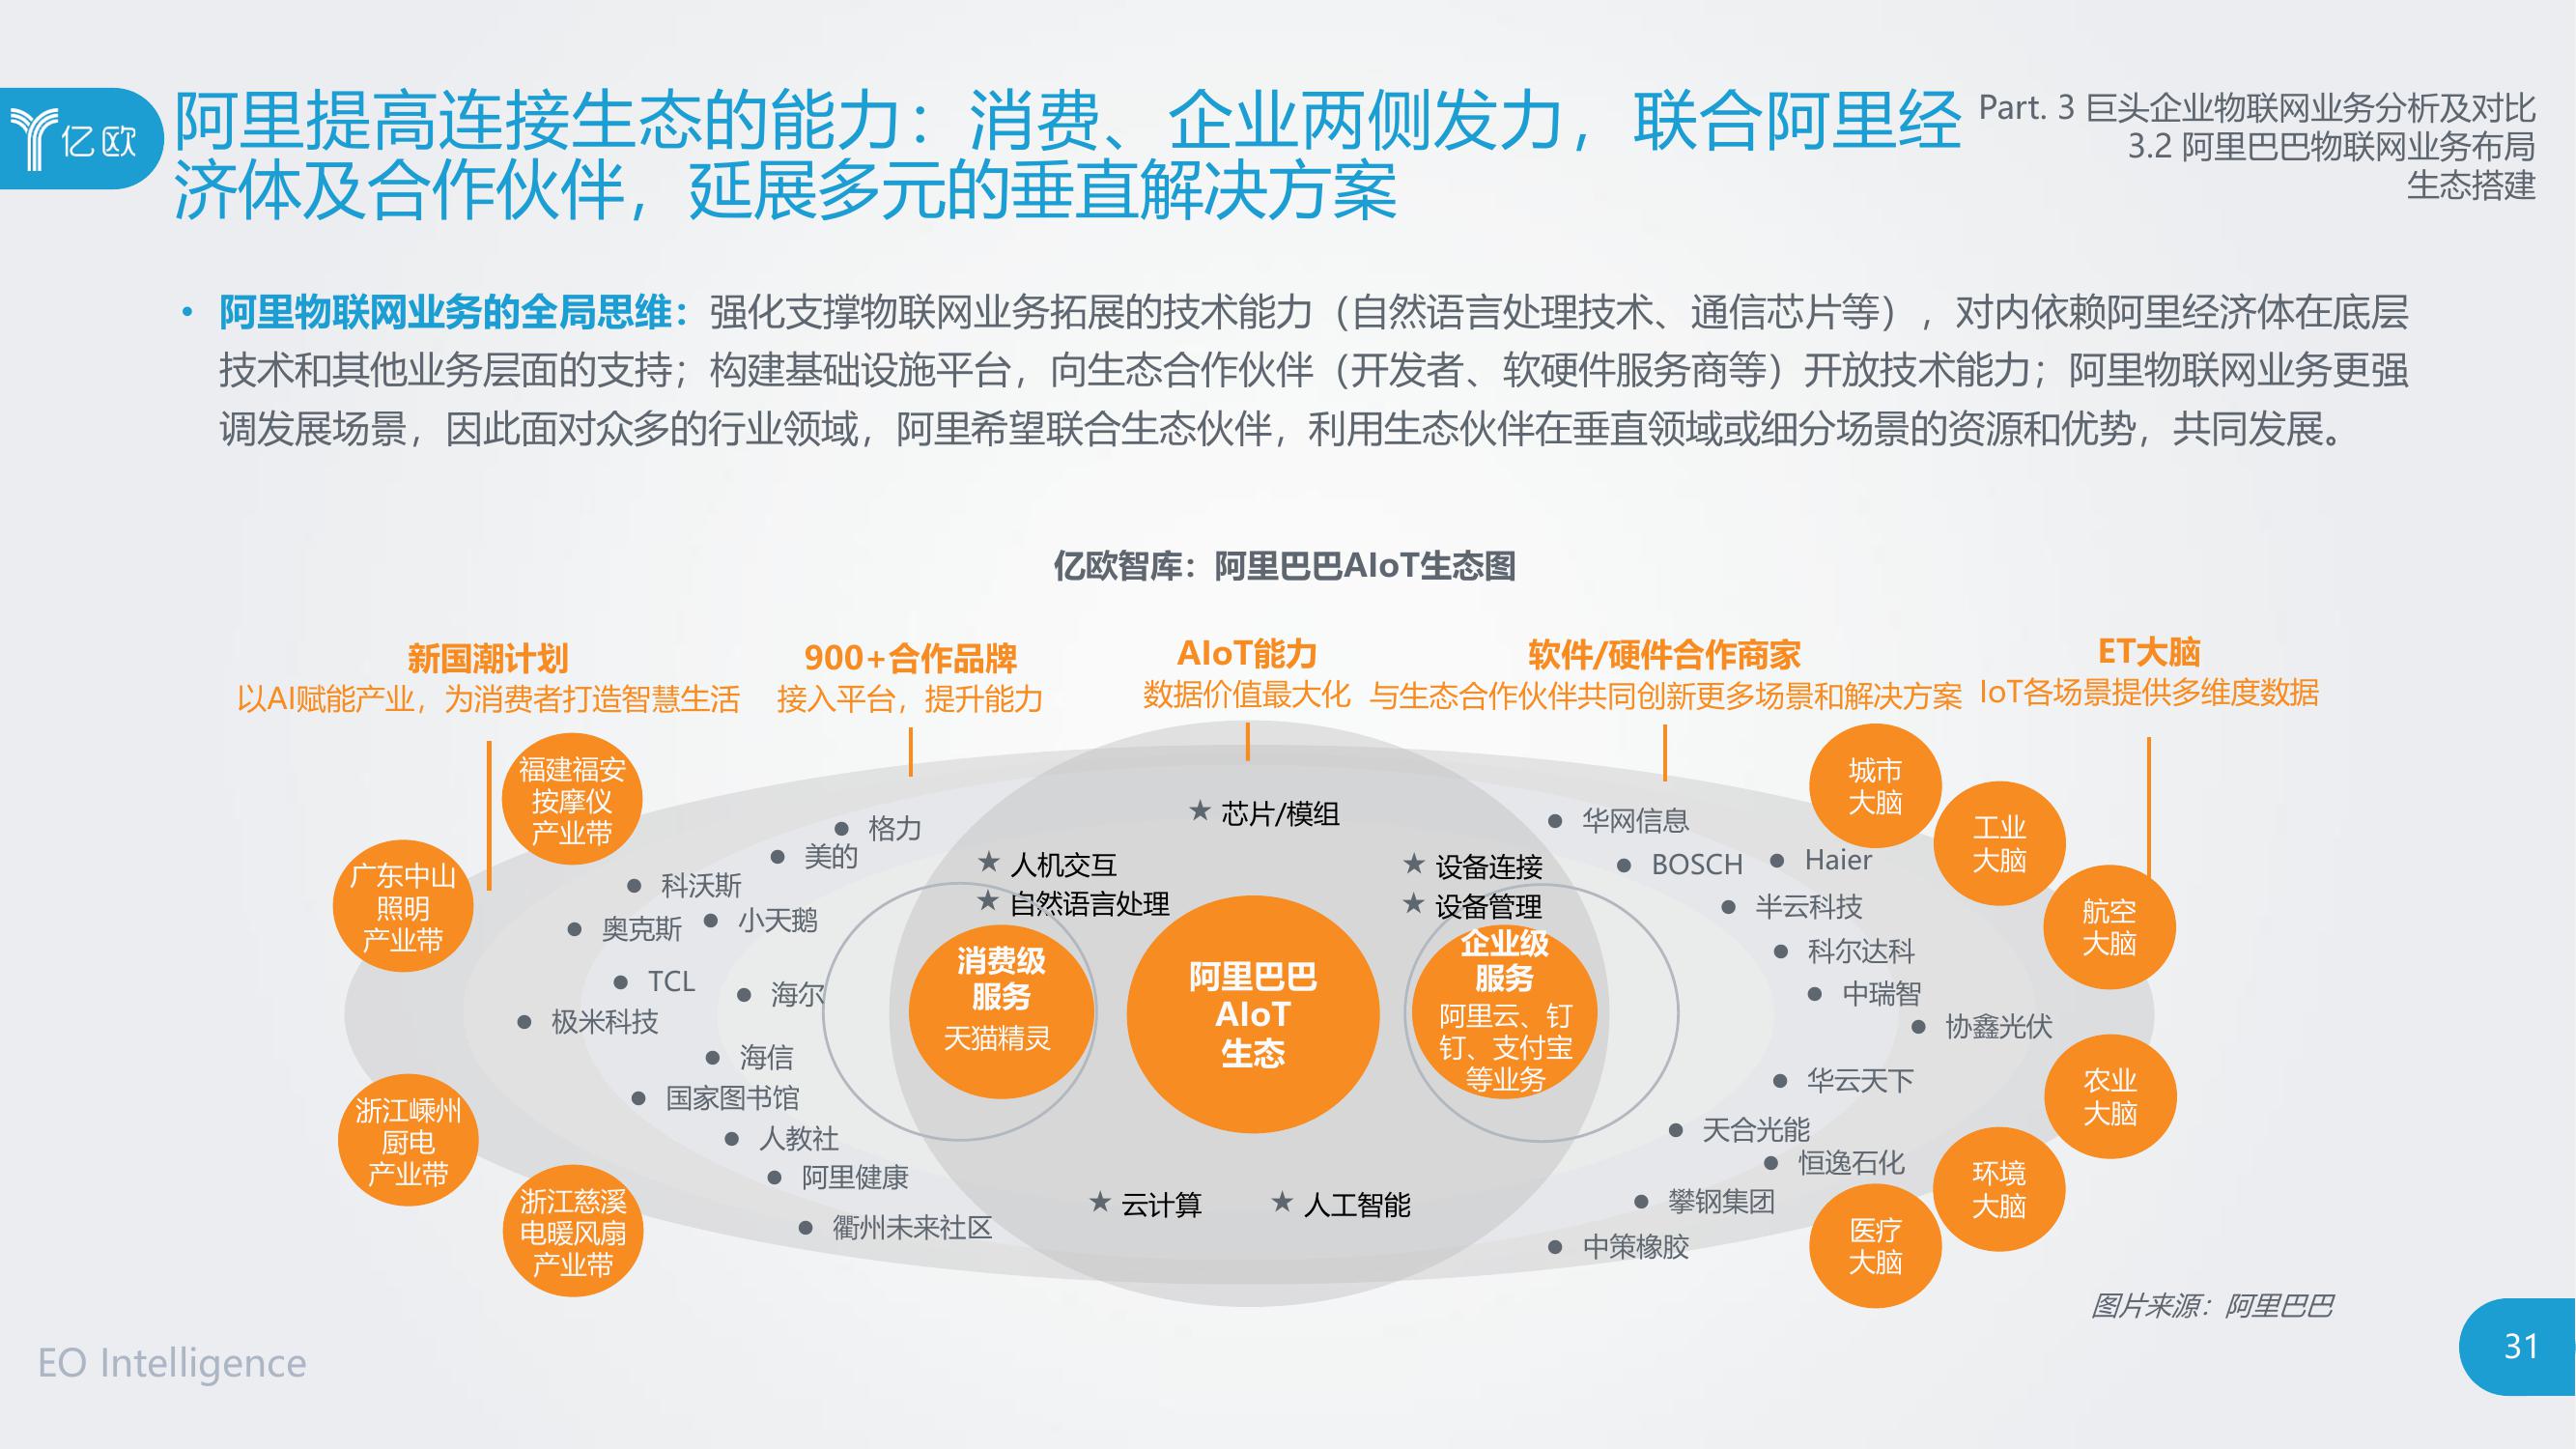 亿欧
阿里提高连接生态的能力：消费、企业两侧发力，联合阿里经
济体及合作伙伴，延展多元的垂直解决方案
Part. 3 巨头企业物联网业务分析及对比
3.2 阿里巴巴物联网业务布局
生态搭建
• 阿里物联网业务的全局思维：强化支撑物联网业务拓展的技术能力（自然语言处理技术、通信芯片等），对内依赖阿里经济体在底层
技术和其他业务层面的支持；构建基础设施平台，向生态合作伙伴（开发者、软硬件服务商等）开放技术能力；阿里物联网业务更强
调发展场景，因此面对众多的行业领域，阿里希望联合生态伙伴，利用生态伙伴在垂直领域或细分场景的资源和优势，共同发展。
亿欧智库：阿里巴巴AIoT生态图
新国潮计划
以AI赋能产业，为消费者打造智慧生活
900+合作品牌
接入平台，提升能力
AIoT能力
数据价值最大化
软件/硬件合作商家
与生态合作伙伴共同创新更多场景和解决方案
ET大脑
IoT各场景提供多维度数据
福建福安
按摩仪
产业带
广东中山
照明
产业带
浙江嵊州
厨电
产业带
浙江慈溪
电暖风扇
产业带
● 格力
● 美的
● 科沃斯
● 奥克斯
● 小天鹅
● TCL
● 海尔
● 极米科技
● 海信
● 国家图书馆
● 人教社
● 阿里健康
● 衢州未来社区
★ 芯片/模组
★ 人机交互
★ 自然语言处理
★ 设备连接
★ 设备管理
消费级
服务
天猫精灵
阿里巴巴
AIoT
生态
企业级
服务
阿里云、钉
钉、支付宝
等业务
★ 云计算
★ 人工智能
● 华网信息
● BOSCH
● Haier
● 半云科技
● 科尔达科
● 中瑞智
● 协鑫光伏
● 华云天下
● 天合光能
● 恒逸石化
● 攀钢集团
● 中策橡胶
城市
大脑
工业
大脑
航空
大脑
农业
大脑
环境
大脑
医疗
大脑
图片来源：阿里巴巴
EO Intelligence
31